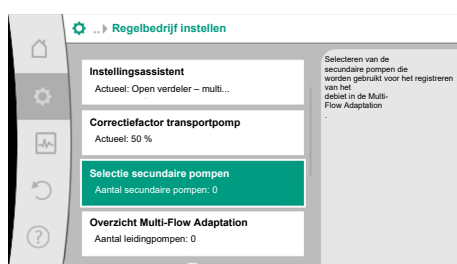 ..▸ Regelbedrijf instellen
Instellingsassistent
Actueel: Open verdeler – multi...
Correctiefactor transportpomp
Actueel: 50 %
Selectie secundaire pompen
Aantal secundaire pompen: 0
Overzicht Multi-Flow Adaptation
Aantal leidingpompen: 0
Selecteren van de
secundaire pompen die
worden gebruikt voor het registreren
van het
debiet in de Multi-
Flow Adaptation
.
?